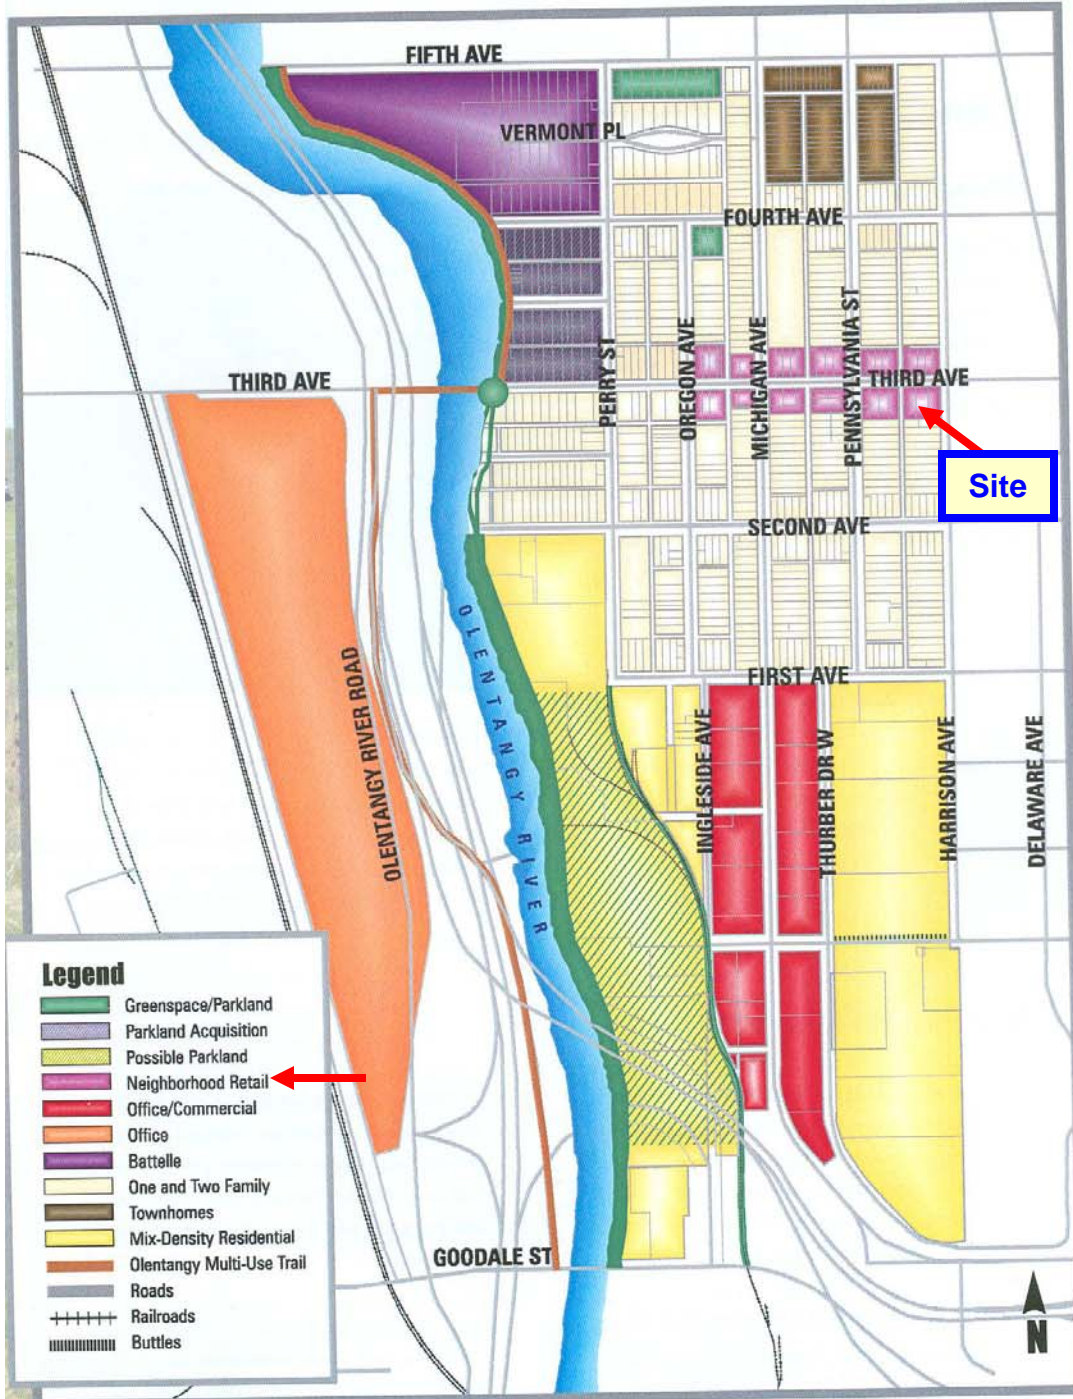 FIFTH AVE
VERMONT PL
FOURTH AVE
PERRY ST
OREGON AVE
MICHIGAN AVE
PENNSYLVANIA ST
THIRD AVE
THIRD AVE
Site
SECOND AVE
OLENTANGY RIVER
OLENTANGY RIVER ROAD
FIRST AVE
INGLESIDE AVE
THURBER DR W
HARRISON AVE
DELAWARE AVE
GOODALE ST
Legend
Greenspace/Parkland
Parkland Acquisition
Possible Parkland
Neighborhood Retail
Office/Commercial
Office
Battelle
One and Two Family
Townhomes
Mix-Density Residential
Olentangy Multi-Use Trail
Roads
Railroads
Buttles
N